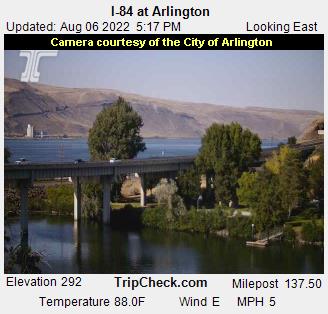 I-84 at Arlington
Updated: Aug 06 2022 5:17 PM Looking East
Camera courtesy of the City of Arlington
Elevation 292 TripCheck.com Milepost 137.50
Temperature 88.0F Wind E MPH 5